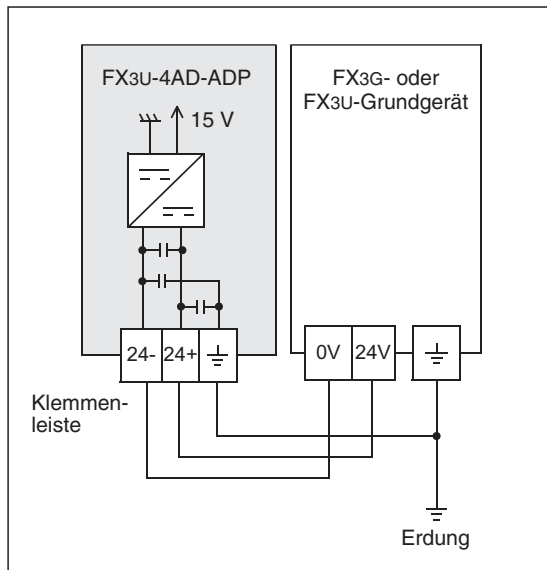 FX3U-4AD-ADP
15 V
FX3G- oder
FX3U-Grundgerät
24- 24+
0V 24V
Klemmen-
leiste
Erdung